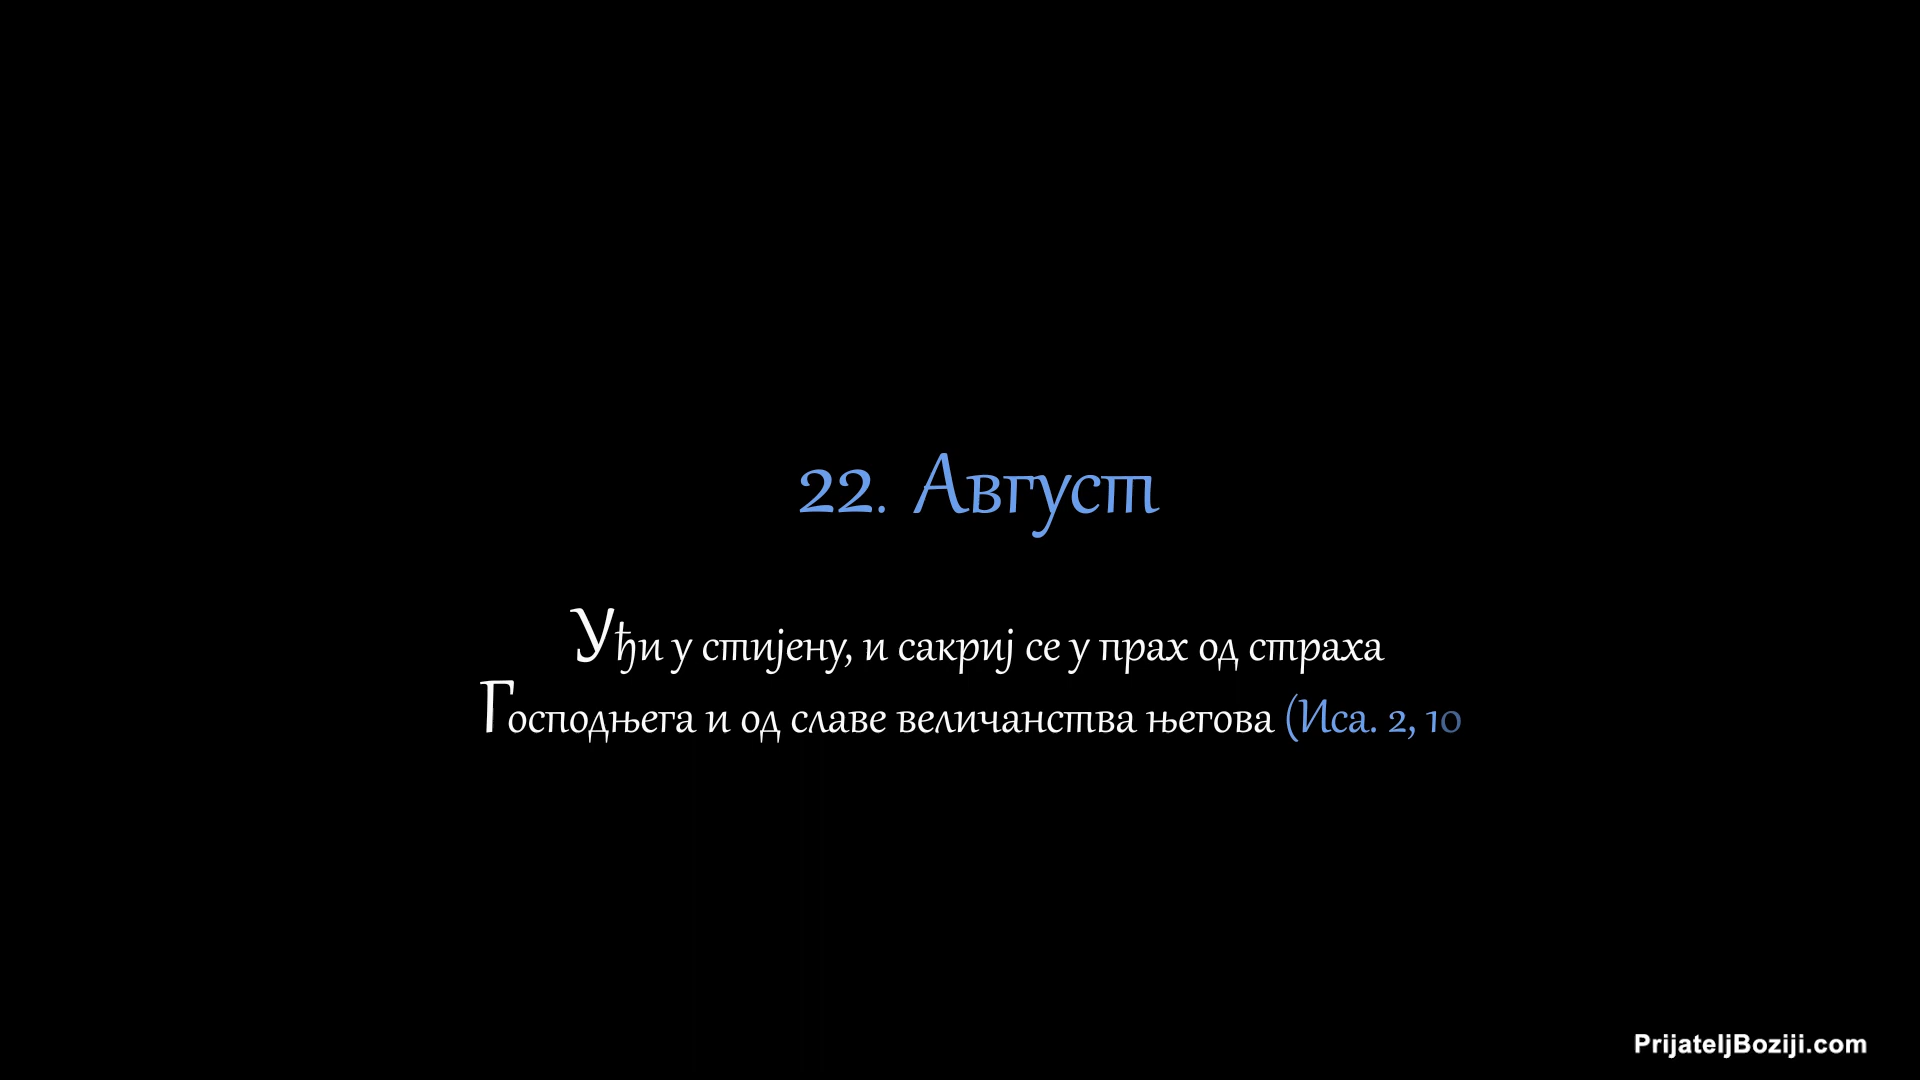 22. Август
Уђи у стијену, и сакриј се у прах од страха
Господњега и од славе величанства његова (Иса. 2, 10
PrijateljBoziji.com